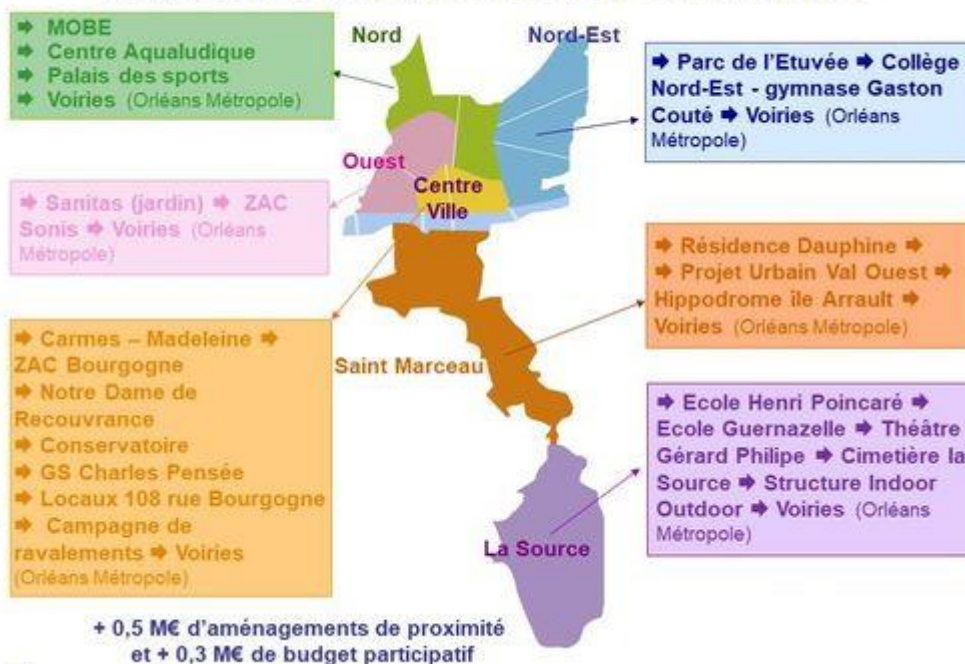 ➡ MOBE
➡ Centre Aqualudique
➡ Palais des sports
➡ Voiries (Orléans Métropole)
Nord
Nord-Est
➡ Parc de l'Etuvée ➡ Collège
Nord-Est - gymnase Gaston
Couté ➡ Voiries (Orléans
Métropole)
Ouest
Centre
Ville
➡ Sanitas (jardin) ➡ ZAC
Sonis ➡ Voiries (Orléans
Métropole)
➡ Résidence Dauphine ➡
➡ Projet Urbain Val Ouest ➡
Hippodrome île Arrault ➡
Voiries (Orléans Métropole)
➡ Carmes – Madeleine ➡
ZAC Bourgogne
➡ Notre Dame de
Recouvrance
➡ Conservatoire
➡ GS Charles Pensée
➡ Locaux 108 rue Bourgogne
➡ Campagne de
ravalements ➡ Voiries
(Orléans Métropole)
Saint Marceau
➡ Ecole Henri Poincaré ➡
Ecole Guernazelle ➡ Théâtre
Gérard Philipe ➡ Cimetière la
Source ➡ Structure Indoor
Outdoor ➡ Voiries (Orléans
Métropole)
La Source
+ 0,5 M€ d'aménagements de proximité
et + 0,3 M€ de budget participatif